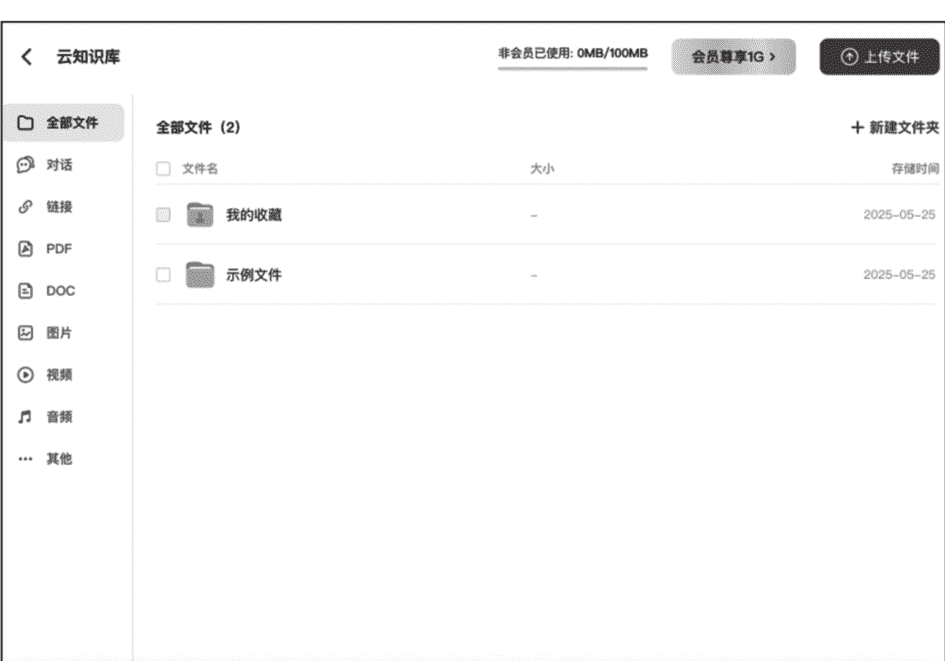 云知识库
非会员已使用: 0MB/100MB
会员尊享1G >
上传文件
全部文件
对话
链接
PDF
DOC
图片
视频
音频
其他
全部文件（2）
新建文件夹
文件名 大小 存储时间
我的收藏 - 2025-05-25
示例文件 - 2025-05-25